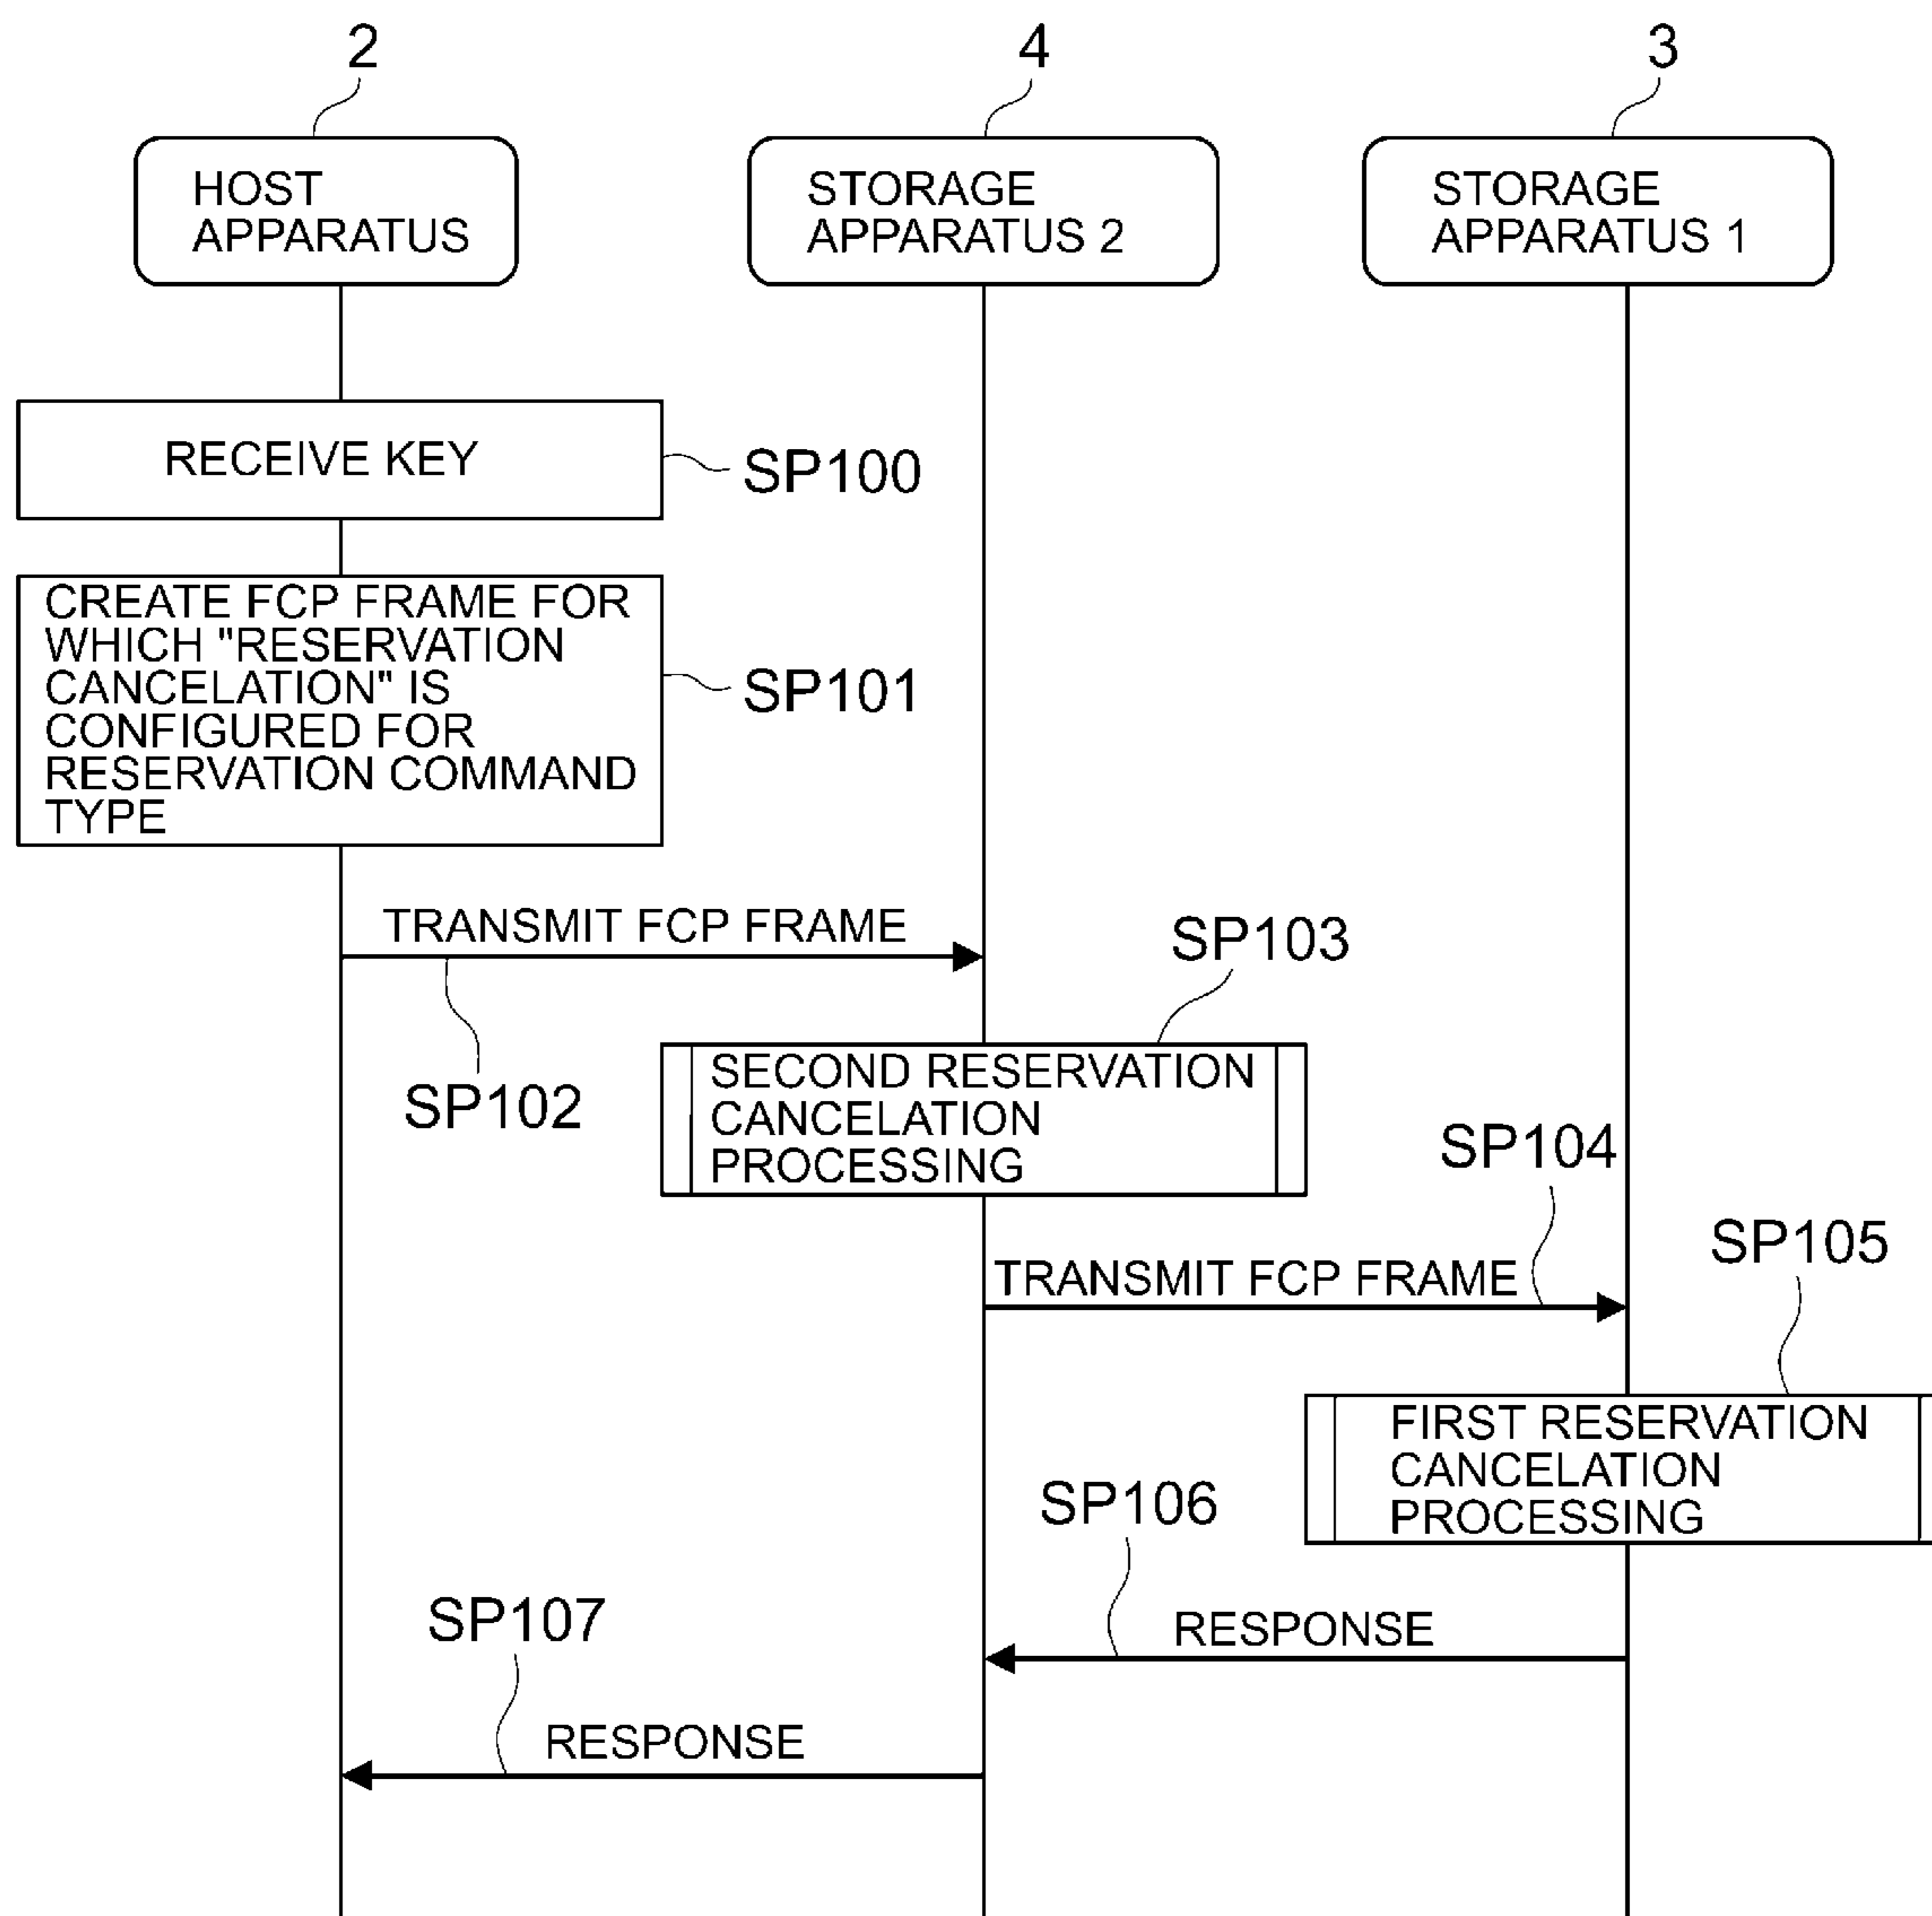 2
4
3
HOST
APPARATUS
STORAGE
APPARATUS 2
STORAGE
APPARATUS 1
RECEIVE KEY
SP100
CREATE FCP FRAME FOR
WHICH "RESERVATION
CANCELATION" IS
CONFIGURED FOR
RESERVATION COMMAND
TYPE
SP101
TRANSMIT FCP FRAME
SP102
SP103
SECOND RESERVATION
CANCELATION
PROCESSING
SP104
TRANSMIT FCP FRAME
SP105
FIRST RESERVATION
CANCELATION
PROCESSING
SP106
RESPONSE
SP107
RESPONSE